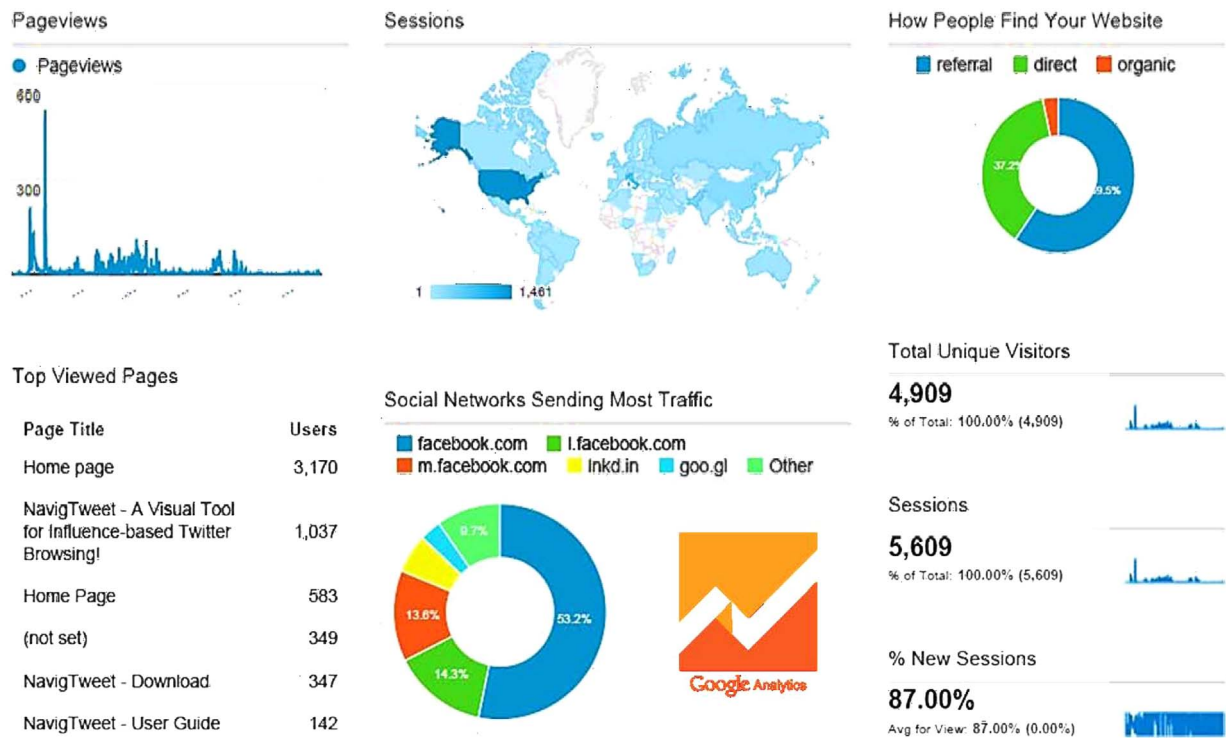 Pageviews
Pageviews
600
300
Sessions
1
1,461
How People Find Your Website
referral direct organic
37.2%
Top Viewed Pages
Page Title Users
Home page 3,170
NavigTweet - A Visual Tool
for Influence-based Twitter 1,037
Browsing!
Home Page 583
(not set) 349
NavigTweet - Download 347
NavigTweet - User Guide 142
Social Networks Sending Most Traffic
facebook.com l.facebook.com
m.facebook.com lnkd.in goo.gl Other
9.7%
53.2%
13.6%
14.3%
Google Analytics
Total Unique Visitors
4,909
% of Total: 100.00% (4,909)
Sessions
5,609
% of Total: 100.00% (5,609)
% New Sessions
87.00%
Avg for View: 87.00% (0.00%)